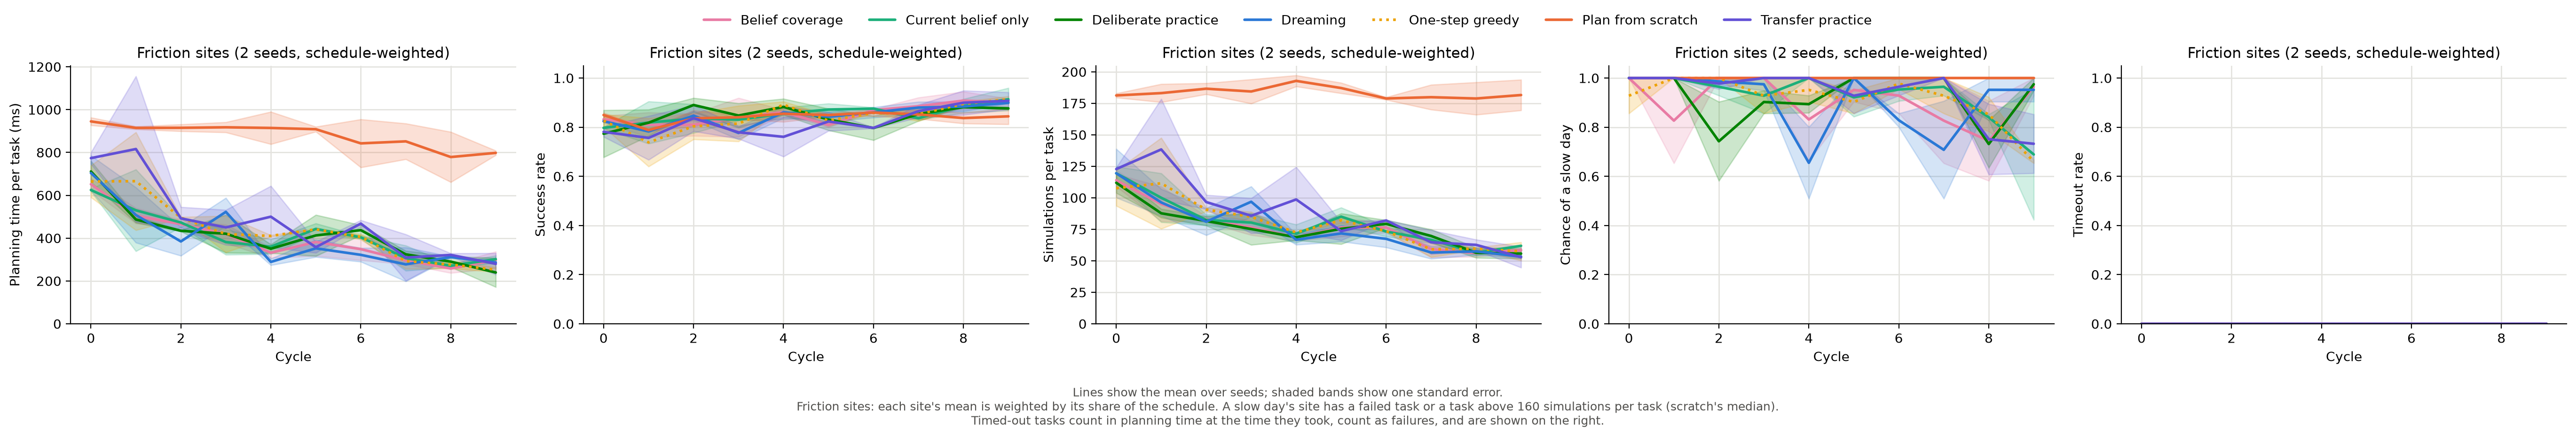 Belief coverage
Current belief only
Deliberate practice
Dreaming
One-step greedy
Plan from scratch
Transfer practice
Friction sites (2 seeds, schedule-weighted)
Planning time per task (ms)
1200
1000
800
600
400
200
0
0 2 4 6 8
Cycle
Friction sites (2 seeds, schedule-weighted)
Success rate
1.0
0.8
0.6
0.4
0.2
0.0
0 2 4 6 8
Cycle
Friction sites (2 seeds, schedule-weighted)
Simulations per task
200
175
150
125
100
75
50
25
0
0 2 4 6 8
Cycle
Friction sites (2 seeds, schedule-weighted)
Chance of a slow day
1.0
0.8
0.6
0.4
0.2
0.0
0 2 4 6 8
Cycle
Friction sites (2 seeds, schedule-weighted)
Timeout rate
1.0
0.8
0.6
0.4
0.2
0.0
0 2 4 6 8
Cycle
Lines show the mean over seeds; shaded bands show one standard error.
Friction sites: each site's mean is weighted by its share of the schedule. A slow day's site has a failed task or a task above 160 simulations per task (scratch's median).
Timed-out tasks count in planning time at the time they took, count as failures, and are shown on the right.